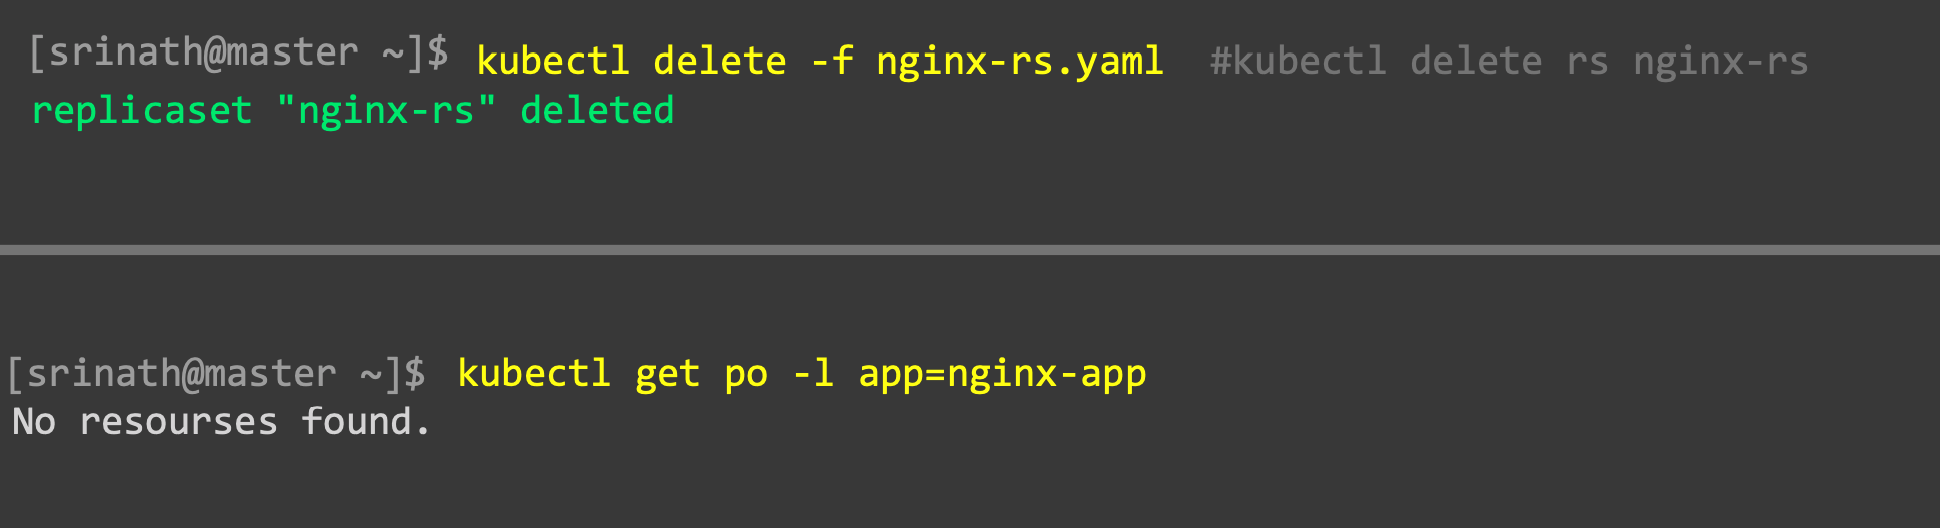 [srinath@master ~]$ kubectl delete -f nginx-rs.yaml #kubectl delete rs nginx-rs
replicaset "nginx-rs" deleted
[srinath@master ~]$ kubectl get po -l app=nginx-app
No resourses found.